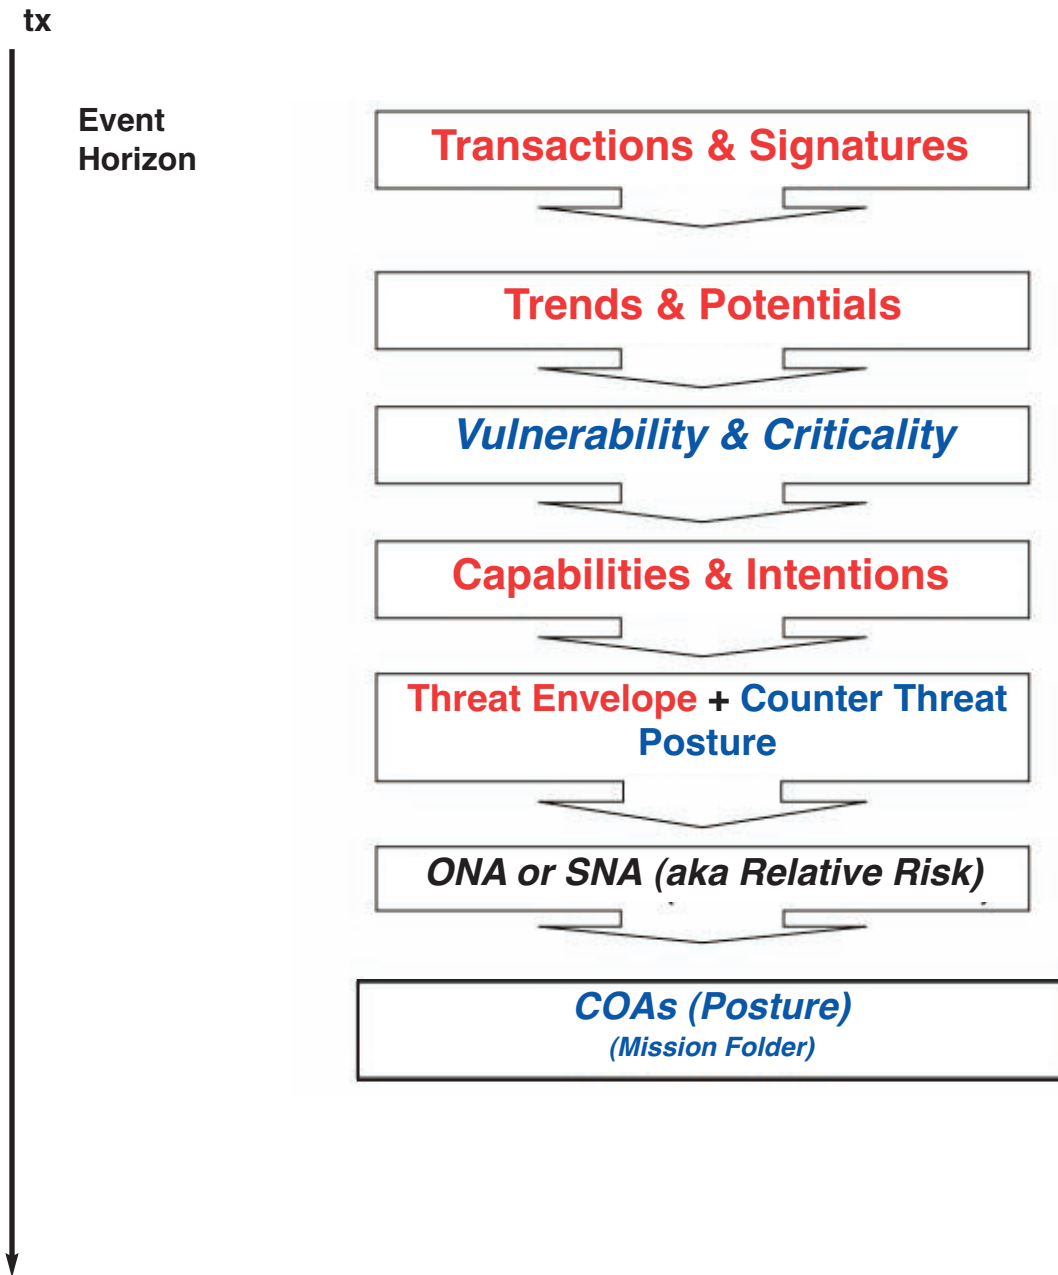 tx
Event
Horizon
Transactions & Signatures
Trends & Potentials
Vulnerability & Criticality
Capabilities & Intentions
Threat Envelope + Counter Threat
Posture
ONA or SNA (aka Relative Risk)
COAs (Posture)
(Mission Folder)